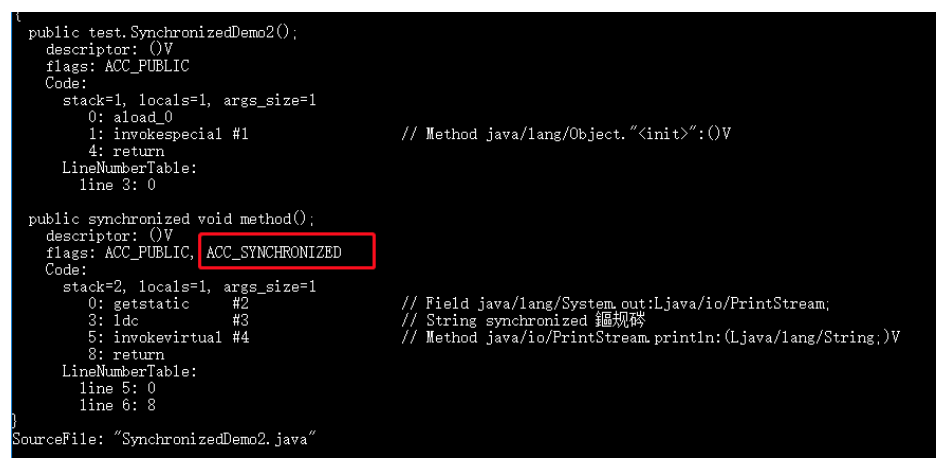 {
public test.SynchronizedDemo2();
descriptor: ()V
flags: ACC_PUBLIC
Code:
stack=1, locals=1, args_size=1
0: aload_0
1: invokespecial #1 // Method java/lang/Object."<init>":()V
4: return
LineNumberTable:
line 3: 0
public synchronized void method();
descriptor: ()V
flags: ACC_PUBLIC, ACC_SYNCHRONIZED
Code:
stack=2, locals=1, args_size=1
0: getstatic #2 // Field java/lang/System.out:Ljava/io/PrintStream;
3: ldc #3 // String synchronized 鏂规硶
5: invokevirtual #4 // Method java/io/PrintStream.println:(Ljava/lang/String;)V
8: return
LineNumberTable:
line 5: 0
line 6: 8
}
SourceFile: "SynchronizedDemo2.java"